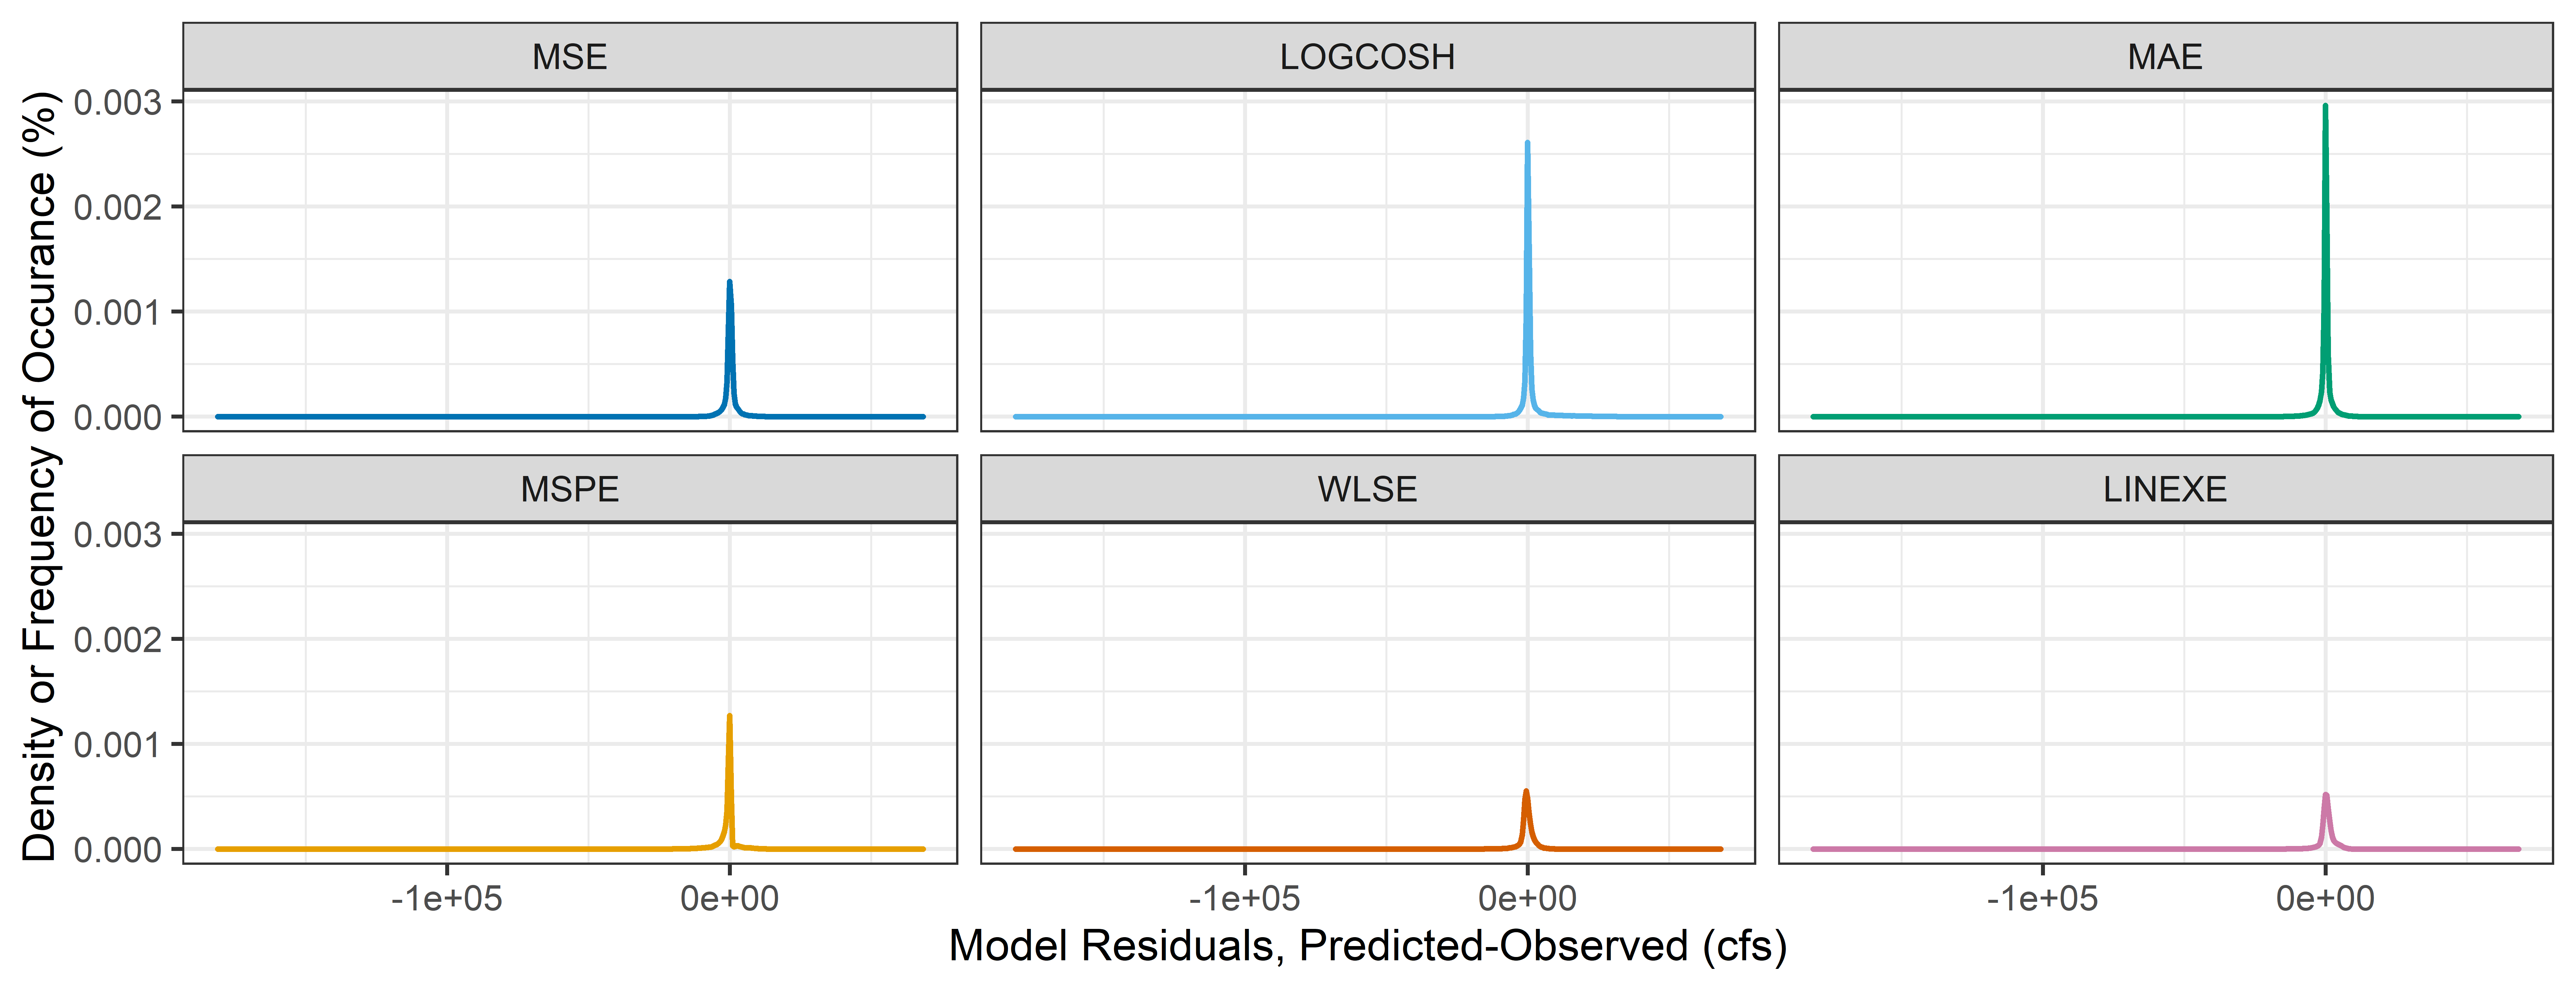 MSE
LOGCOSH
MAE
0.003
0.002
0.001
0.000
MSPE
WLSE
LINEXE
0.003
0.002
0.001
0.000
-1e+05
0e+00
-1e+05
0e+00
-1e+05
0e+00
Model Residuals, Predicted-Observed (cfs)
Density or Frequency of Occurance (%)